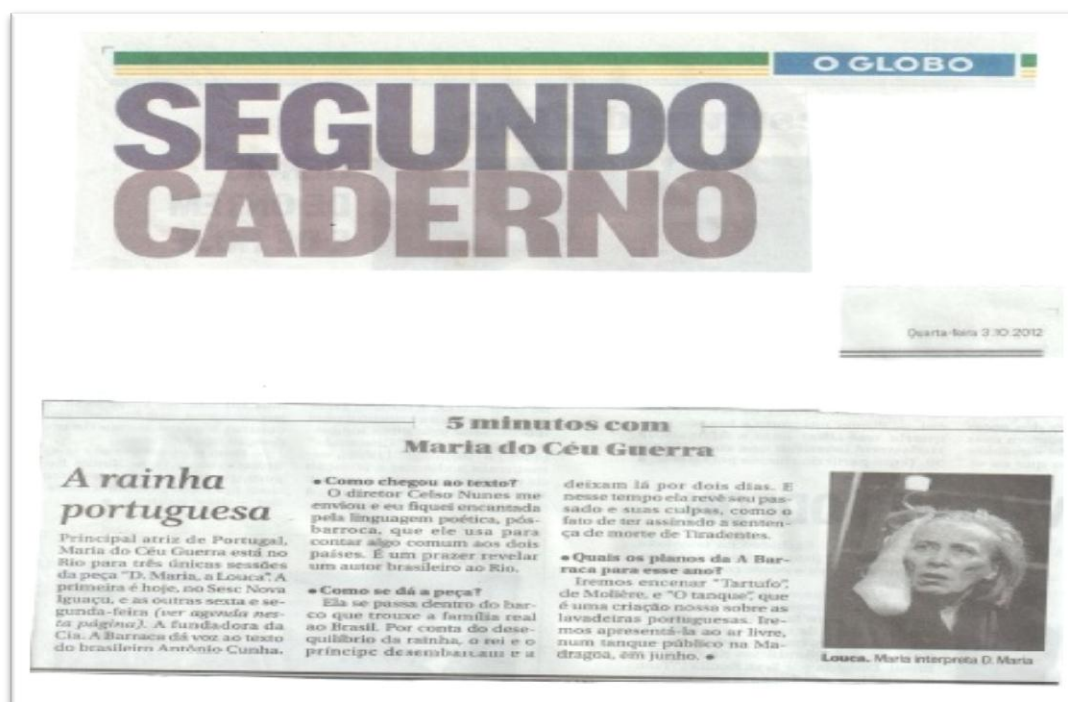 O GLOBO
SEGUNDO
CADERNO
Quarta-feira 3.10.2012
5 minutos com
Maria do Céu Guerra
A rainha
portuguesa
Principal atriz de Portugal,
Maria do Céu Guerra está no
Rio para três únicas sessões
da peça "D. Maria, a Louca". A
primeira é hoje, no Sesc Nova
Iguaçu, e as outras sexta e se-
gunda-feira (ver agenda nes-
ta página). A fundadora da
Cia. A Barraca dá voz ao texto
do brasileiro Antônio Cunha.
• Como chegou ao texto?
O diretor Celso Nunes me
enviou e eu fiquei encantada
pela linguagem poética, pós-
barroca, que ele usa para
contar algo comum aos dois
países. É um prazer revelar
um autor brasileiro ao Rio.
• Como se dá a peça?
Ela se passa dentro do bar-
co que trouxe a família real
ao Brasil. Por conta do dese-
quilíbrio da rainha, o rei e o
príncipe desembarcam e a
deixam lá por dois dias. E
nesse tempo ela revê seu pas-
sado e suas culpas, como o
fato de ter assinado a senten-
ça de morte de Tiradentes.
• Quais os planos da A Bar-
raca para esse ano?
Iremos encenar "Tartufo",
de Molière, e "O tanque", que
é uma criação nossa sobre as
lavadeiras portuguesas. Ire-
mos apresentá-la ao ar livre,
num tanque público na Ma-
dragoa, em junho. •
Louca. Maria interpreta D. Maria